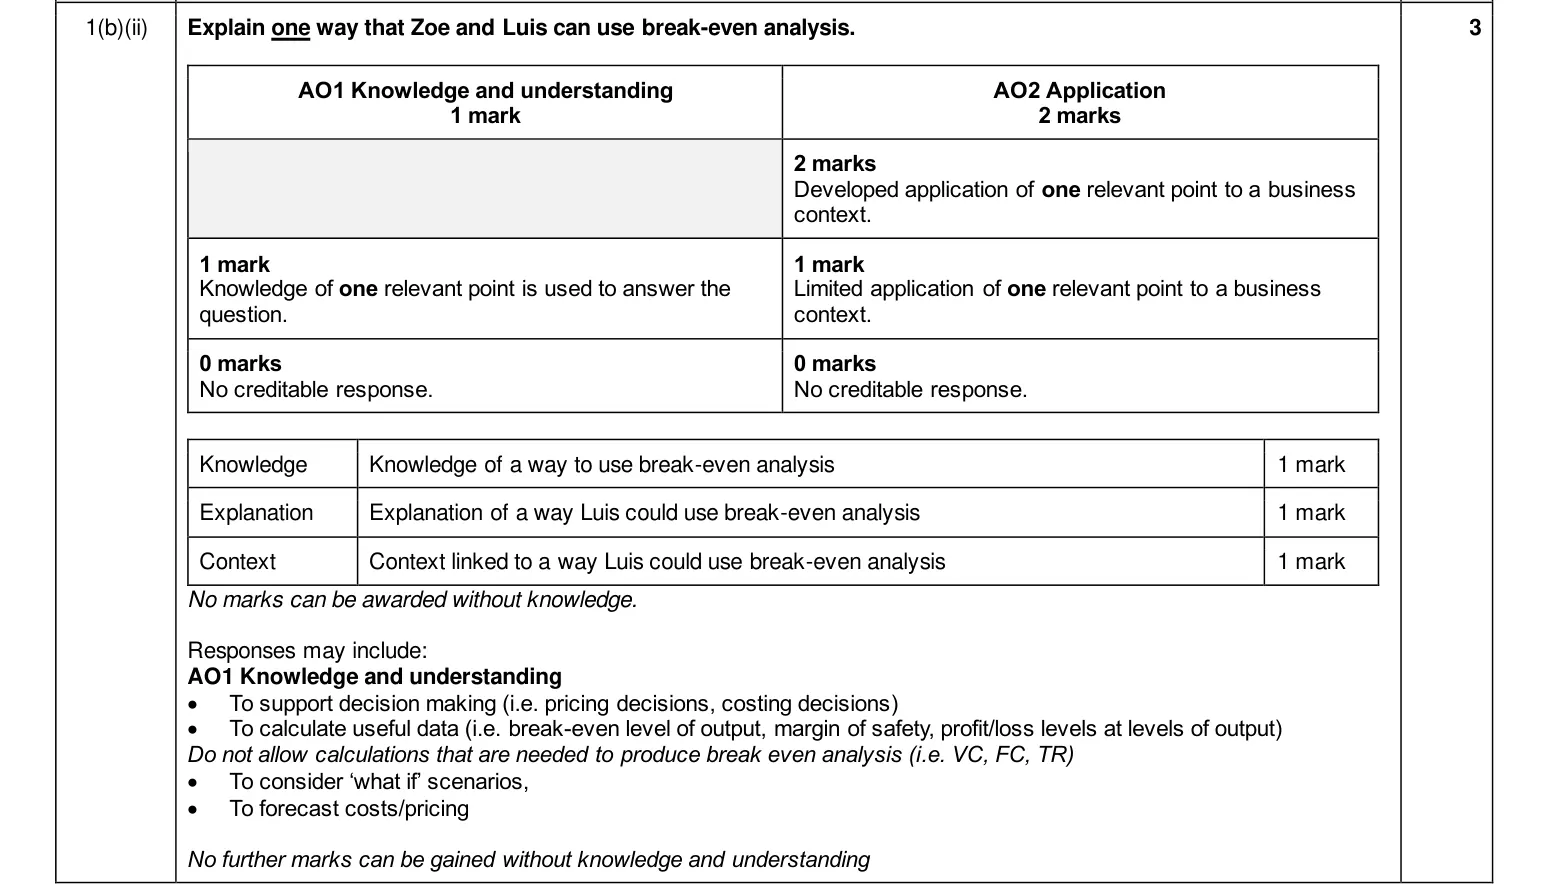 1(b)(ii) Explain one way that Zoe and Luis can use break-even analysis. 3
AO1 Knowledge and understanding
1 mark
AO2 Application
2 marks
2 marks
Developed application of one relevant point to a business
context.
1 mark
Knowledge of one relevant point is used to answer the
question.
1 mark
Limited application of one relevant point to a business
context.
0 marks
No creditable response.
0 marks
No creditable response.
Knowledge Knowledge of a way to use break-even analysis 1 mark
Explanation Explanation of a way Luis could use break-even analysis 1 mark
Context Context linked to a way Luis could use break-even analysis 1 mark
No marks can be awarded without knowledge.
Responses may include:
AO1 Knowledge and understanding
• To support decision making (i.e. pricing decisions, costing decisions)
• To calculate useful data (i.e. break-even level of output, margin of safety, profit/loss levels at levels of output)
Do not allow calculations that are needed to produce break even analysis (i.e. VC, FC, TR)
• To consider ‘what if’ scenarios,
• To forecast costs/pricing
No further marks can be gained without knowledge and understanding